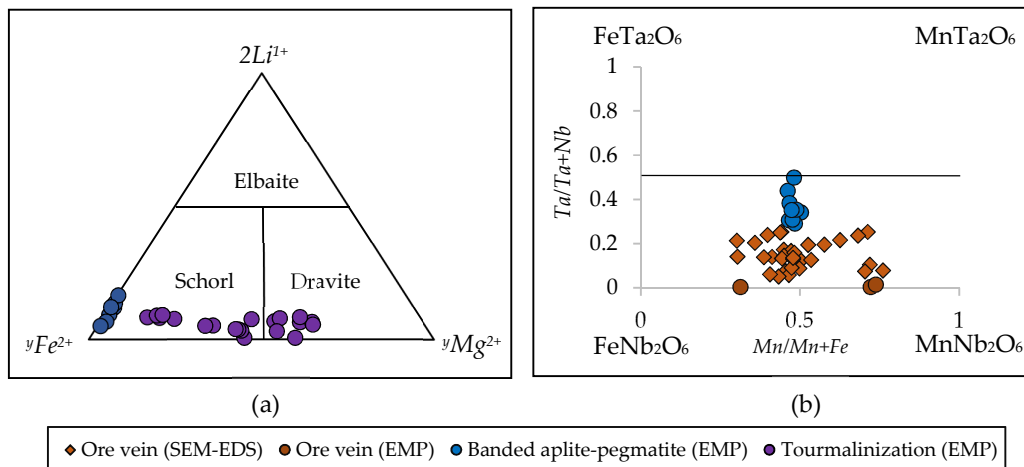 2Li¹⁺
Elbaite
Schorl
Dravite
ʸFe²⁺
ʸMg²⁺
(a)
FeTa₂O₆
MnTa₂O₆
1
0.8
0.6
0.4
0.2
0
Ta/Ta+Nb
0
0.5
1
FeNb₂O₆
Mn/Mn+Fe
MnNb₂O₆
(b)
Ore vein (SEM-EDS) Ore vein (EMP) Banded aplite-pegmatite (EMP) Tourmalinization (EMP)